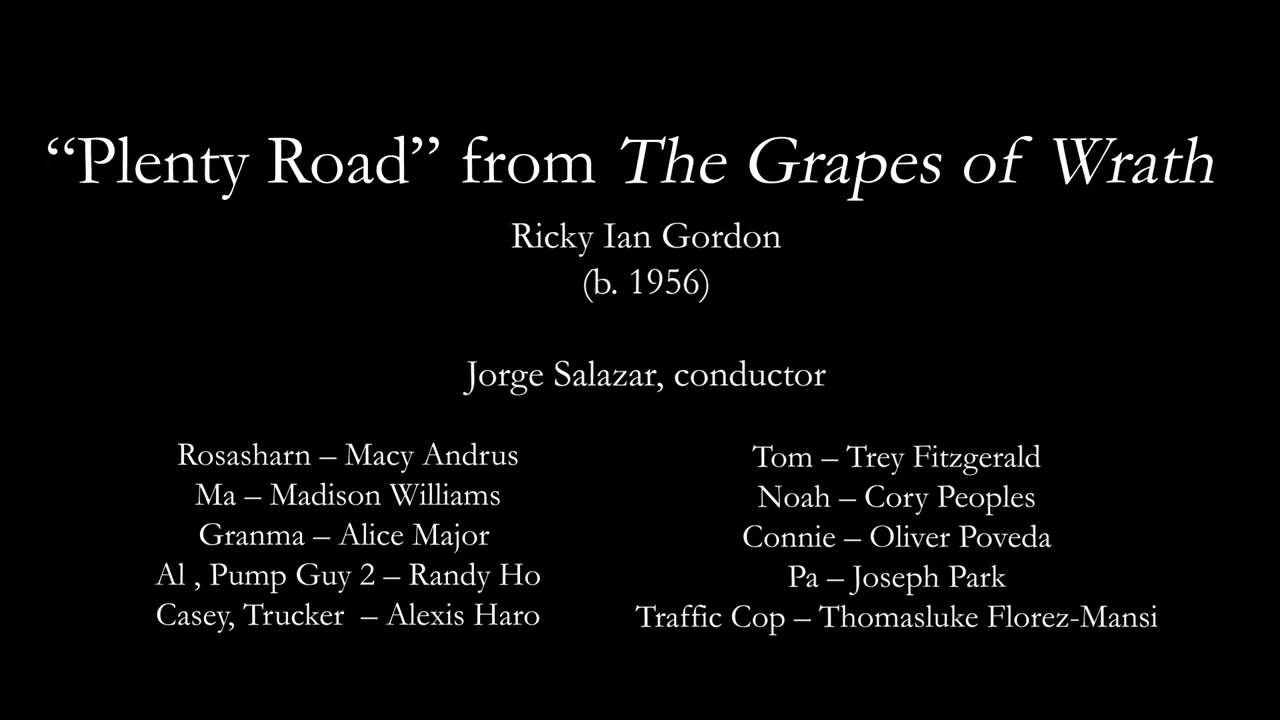 “Plenty Road” from The Grapes of Wrath
Ricky Ian Gordon
(b. 1956)
Jorge Salazar, conductor
Rosasharn – Macy Andrus
Ma – Madison Williams
Granma – Alice Major
Al , Pump Guy 2 – Randy Ho
Casey, Trucker – Alexis Haro
Tom – Trey Fitzgerald
Noah – Cory Peoples
Connie – Oliver Poveda
Pa – Joseph Park
Traffic Cop – Thomasluke Florez-Mansi